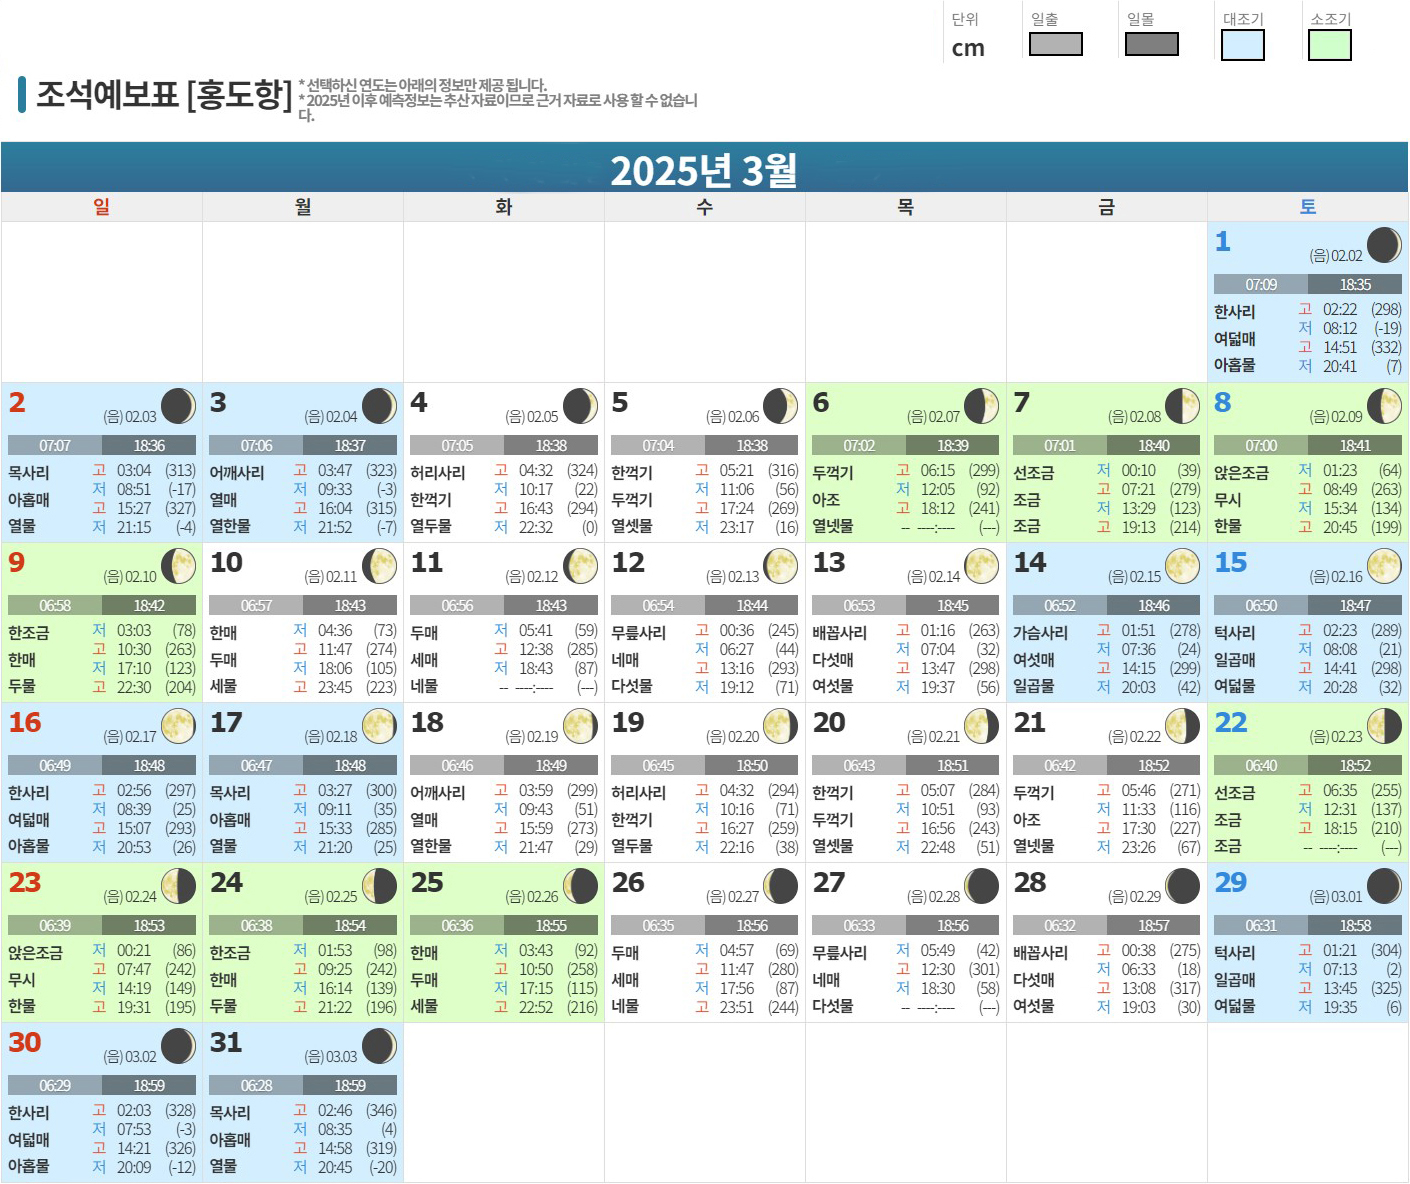 단위 일출 일몰 대조기 소조기
cm
조석예보표 [홍도항]
* 선택하신 연도는 아래의 정보만 제공 됩니다.
* 2025년 이후 예측정보는 추산 자료이므로 근거 자료로 사용 할 수 없습니
다.
2025년 3월
일 월 화 수 목 금 토
1 (음) 02.02
07:09 18:35
한사리 고 02:22 (298)
저 08:12 (-19)
여덟매 고 14:51 (332)
아홉물 저 20:41 (7)
2 (음) 02.03
07:07 18:36
목사리 고 03:04 (313)
저 08:51 (-17)
아홉매 고 15:27 (327)
열물 저 21:15 (-4)
3 (음) 02.04
07:06 18:37
어깨사리 고 03:47 (323)
저 09:33 (-3)
열매 고 16:04 (315)
열한물 저 21:52 (-7)
4 (음) 02.05
07:05 18:38
허리사리 고 04:32 (324)
저 10:17 (22)
한꺽기 고 16:43 (294)
열두물 저 22:32 (0)
5 (음) 02.06
07:04 18:38
한꺽기 고 05:21 (316)
저 11:06 (56)
두꺽기 고 17:24 (269)
열셋물 저 23:17 (16)
6 (음) 02.07
07:02 18:39
두꺽기 고 06:15 (299)
저 12:05 (92)
아조 고 18:12 (241)
열넷물 -- ----:---- (---)
7 (음) 02.08
07:01 18:40
선조금 저 00:10 (39)
고 07:21 (279)
조금 저 13:29 (123)
조금 고 19:13 (214)
8 (음) 02.09
07:00 18:41
앉은조금 저 01:23 (64)
고 08:49 (263)
무시 저 15:34 (134)
한물 고 20:45 (199)
9 (음) 02.10
06:58 18:42
한조금 저 03:03 (78)
고 10:30 (263)
한매 저 17:10 (123)
두물 고 22:30 (204)
10 (음) 02.11
06:57 18:43
한매 저 04:36 (73)
고 11:47 (274)
두매 저 18:06 (105)
세물 고 23:45 (223)
11 (음) 02.12
06:56 18:43
두매 저 05:41 (59)
고 12:38 (285)
세매 저 18:43 (87)
네물 -- ----:---- (---)
12 (음) 02.13
06:54 18:44
무릎사리 고 00:36 (245)
저 06:27 (44)
네매 고 13:16 (293)
다섯물 저 19:12 (71)
13 (음) 02.14
06:53 18:45
배꼽사리 고 01:16 (263)
저 07:04 (32)
다섯매 고 13:47 (298)
여섯물 저 19:37 (56)
14 (음) 02.15
06:52 18:46
가슴사리 고 01:51 (278)
저 07:36 (24)
여섯매 고 14:15 (299)
일곱물 저 20:03 (42)
15 (음) 02.16
06:50 18:47
턱사리 고 02:23 (289)
저 08:08 (21)
일곱매 고 14:41 (298)
여덟물 저 20:28 (32)
16 (음) 02.17
06:49 18:48
한사리 고 02:56 (297)
저 08:39 (25)
여덟매 고 15:07 (293)
아홉물 저 20:53 (26)
17 (음) 02.18
06:47 18:48
목사리 고 03:27 (300)
저 09:11 (35)
아홉매 고 15:33 (285)
열물 저 21:20 (25)
18 (음) 02.19
06:46 18:49
어깨사리 고 03:59 (299)
저 09:43 (51)
열매 고 15:59 (273)
열한물 저 21:47 (29)
19 (음) 02.20
06:45 18:50
허리사리 고 04:32 (294)
저 10:16 (71)
한꺽기 고 16:27 (259)
열두물 저 22:16 (38)
20 (음) 02.21
06:43 18:51
한꺽기 고 05:07 (284)
저 10:51 (93)
두꺽기 고 16:56 (243)
열셋물 저 22:48 (51)
21 (음) 02.22
06:42 18:52
두꺽기 고 05:46 (271)
저 11:33 (116)
아조 고 17:30 (227)
열넷물 저 23:26 (67)
22 (음) 02.23
06:40 18:52
선조금 고 06:35 (255)
저 12:31 (137)
조금 고 18:15 (210)
조금 -- ----:---- (---)
23 (음) 02.24
06:39 18:53
앉은조금 저 00:21 (86)
고 07:47 (242)
무시 저 14:19 (149)
한물 고 19:31 (195)
24 (음) 02.25
06:38 18:54
한조금 저 01:53 (98)
고 09:25 (242)
한매 저 16:14 (139)
두물 고 21:22 (196)
25 (음) 02.26
06:36 18:55
한매 저 03:43 (92)
고 10:50 (258)
두매 저 17:15 (115)
세물 고 22:52 (216)
26 (음) 02.27
06:35 18:56
두매 저 04:57 (69)
고 11:47 (280)
세매 저 17:56 (87)
네물 고 23:51 (244)
27 (음) 02.28
06:33 18:56
무릎사리 저 05:49 (42)
고 12:30 (301)
네매 저 18:30 (58)
다섯물 -- ----:---- (---)
28 (음) 02.29
06:32 18:57
배꼽사리 고 00:38 (275)
저 06:33 (18)
다섯매 고 13:08 (317)
여섯물 저 19:03 (30)
29 (음) 03.01
06:31 18:58
턱사리 고 01:21 (304)
저 07:13 (2)
일곱매 고 13:45 (325)
여덟물 저 19:35 (6)
30 (음) 03.02
06:29 18:59
한사리 고 02:03 (328)
저 07:53 (-3)
여덟매 고 14:21 (326)
아홉물 저 20:09 (-12)
31 (음) 03.03
06:28 18:59
목사리 고 02:46 (346)
저 08:35 (4)
아홉매 고 14:58 (319)
열물 저 20:45 (-20)